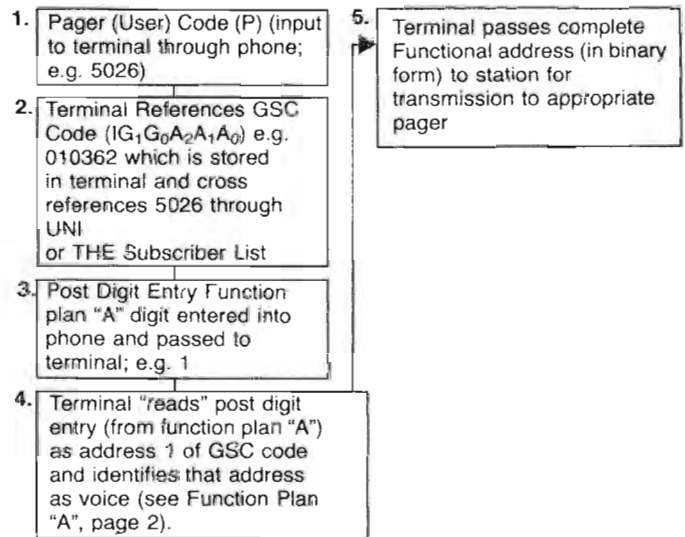 1. Pager (User) Code (P) (input
to terminal through phone;
e.g. 5026)
2. Terminal References GSC
Code (IG₁G₀A₂A₁A₀) e.g.
010362 which is stored
in terminal and cross
references 5026 through
UNI
or THE Subscriber List
3. Post Digit Entry Function
plan "A" digit entered into
phone and passed to
terminal; e.g. 1
4. Terminal "reads" post digit
entry (from function plan "A")
as address 1 of GSC code
and identifies that address
as voice (see Function Plan
"A", page 2).
5. Terminal passes complete
Functional address (in binary
form) to station for
transmission to appropriate
pager